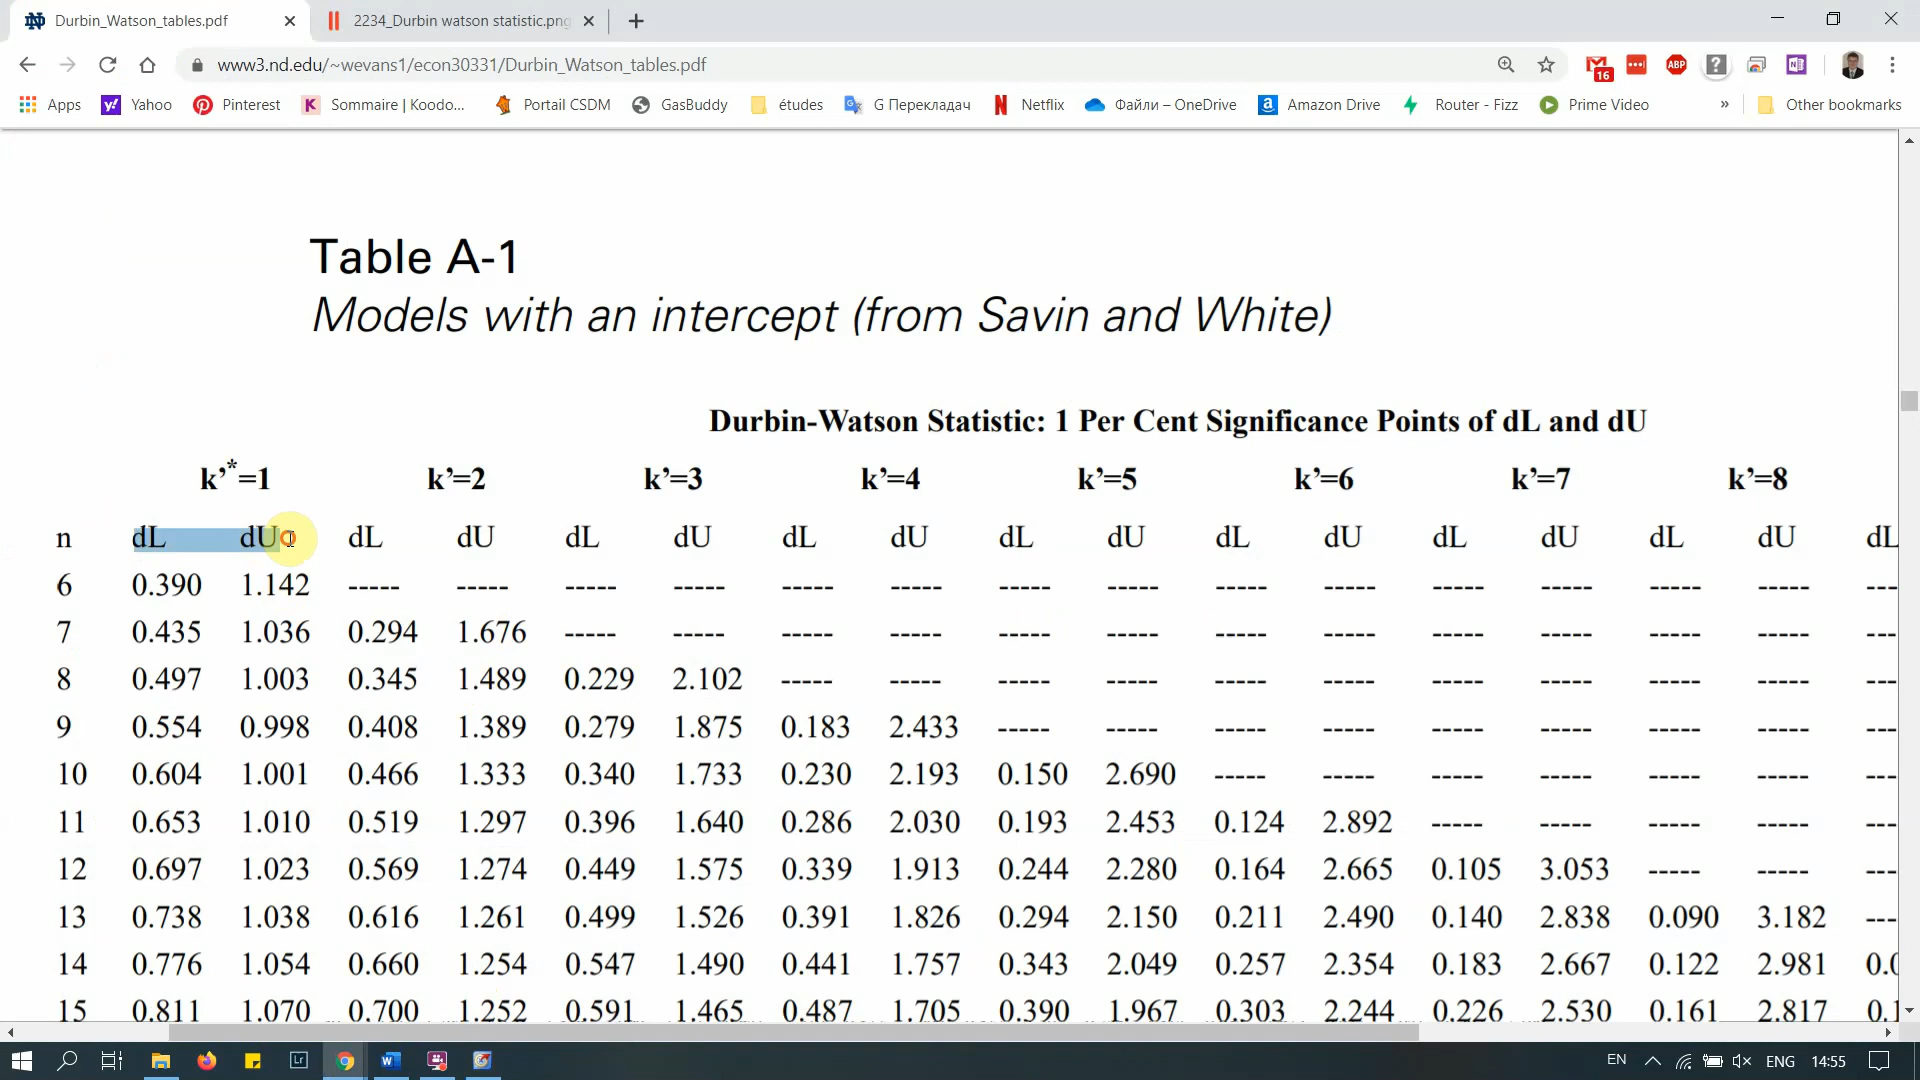 Durbin_Watson_tables.pdf
2234_Durbin watson statistic.png
www3.nd.edu/~wevans1/econ30331/Durbin_Watson_tables.pdf
16
ABP
Apps Yahoo Pinterest Sommaire | Koodo... Portail CSDM GasBuddy études G Перекладач Netflix Файли – OneDrive Amazon Drive Router - Fizz Prime Video » Other bookmarks
Table A-1
Models with an intercept (from Savin and White)
Durbin-Watson Statistic: 1 Per Cent Significance Points of dL and dU
k’*=1 k’=2 k’=3 k’=4 k’=5 k’=6 k’=7 k’=8
n dL dU dL dU dL dU dL dU dL dU dL dU dL dU dL dU dL
6 0.390 1.142 ----- ----- ----- ----- ----- ----- ----- ----- ----- ----- ----- ----- ----- ----- ---
7 0.435 1.036 0.294 1.676 ----- ----- ----- ----- ----- ----- ----- ----- ----- ----- ----- ----- ---
8 0.497 1.003 0.345 1.489 0.229 2.102 ----- ----- ----- ----- ----- ----- ----- ----- ----- ----- ---
9 0.554 0.998 0.408 1.389 0.279 1.875 0.183 2.433 ----- ----- ----- ----- ----- ----- ----- ----- ---
10 0.604 1.001 0.466 1.333 0.340 1.733 0.230 2.193 0.150 2.690 ----- ----- ----- ----- ----- ----- ---
11 0.653 1.010 0.519 1.297 0.396 1.640 0.286 2.030 0.193 2.453 0.124 2.892 ----- ----- ----- ----- ---
12 0.697 1.023 0.569 1.274 0.449 1.575 0.339 1.913 0.244 2.280 0.164 2.665 0.105 3.053 ----- ----- ---
13 0.738 1.038 0.616 1.261 0.499 1.526 0.391 1.826 0.294 2.150 0.211 2.490 0.140 2.838 0.090 3.182 ---
14 0.776 1.054 0.660 1.254 0.547 1.490 0.441 1.757 0.343 2.049 0.257 2.354 0.183 2.667 0.122 2.981 0.0
15 0.811 1.070 0.700 1.252 0.591 1.465 0.487 1.705 0.390 1.967 0.303 2.244 0.226 2.530 0.161 2.817 0.1
Lr EN ENG 14:55